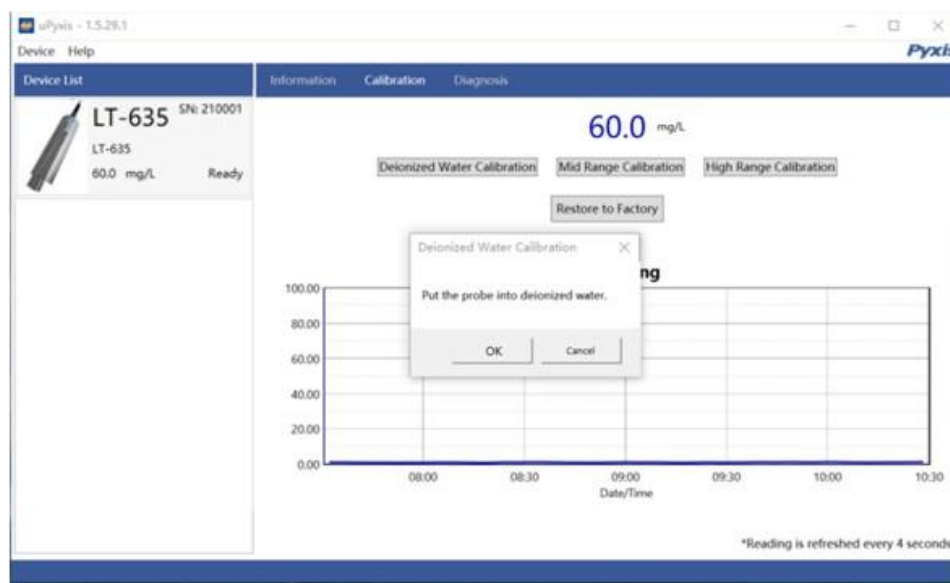 uPyxis - 1.5.29.1
Device Help
Pyxis
Device List
Information Calibration Diagnosis
LT-635 SN: 210001
LT-635
60.0 mg/L Ready
60.0 mg/L
Deionized Water Calibration Mid Range Calibration High Range Calibration
Restore to Factory
Deionized Water Calibration
ng
Put the probe into deionized water.
OK Cancel
100.00
80.00
60.00
40.00
20.00
0.00
08:00 08:30 09:00 09:30 10:00 10:30
Date/Time
*Reading is refreshed every 4 seconds